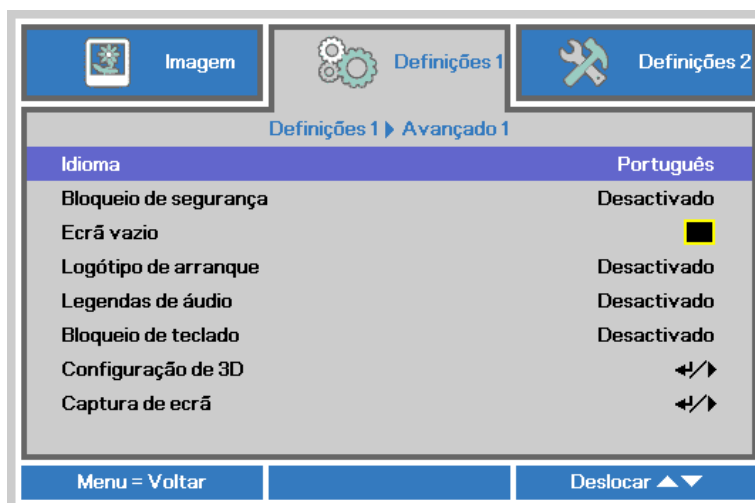 Imagem
Definições 1
Definições 2
Definições 1 Avançado 1
Idioma Português
Bloqueio de segurança Desactivado
Ecrã vazio
Logótipo de arranque Desactivado
Legendas de áudio Desactivado
Bloqueio de teclado Desactivado
Configuração de 3D /
Captura de ecrã /
Menu = Voltar
Deslocar